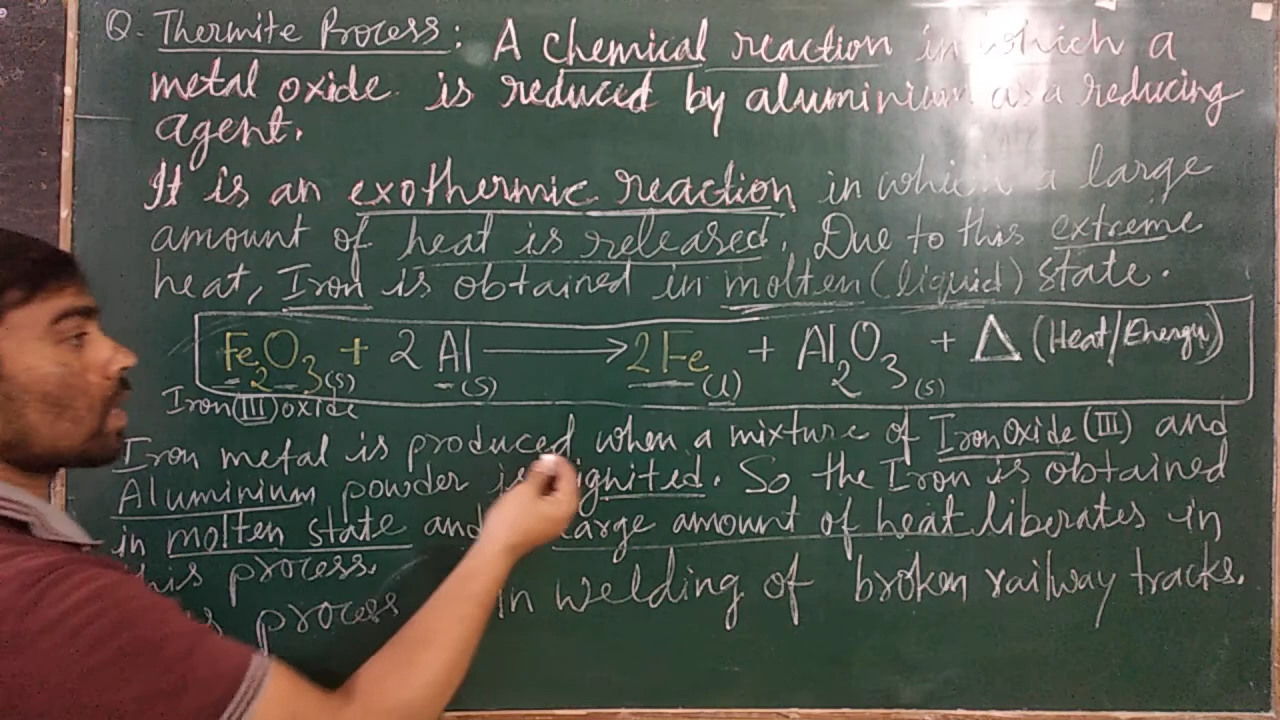 Q. Thermite Process: A chemical reaction in which a
metal oxide is reduced by aluminium as a reducing
agent.
It is an exothermic reaction in which a large
amount of heat is released. Due to this extreme
heat, Iron is obtained in molten (liquid) state.
Fe2O3(s) + 2 Al(s) → 2Fe(l) + Al2O3(s) + Δ (Heat/Energy)
Iron(III)oxide
Iron metal is produced when a mixture of Iron Oxide (III) and
Aluminium powder is ignited. So the Iron is obtained
in molten state and large amount of heat liberates in
this process.
process in welding of broken railway tracks.